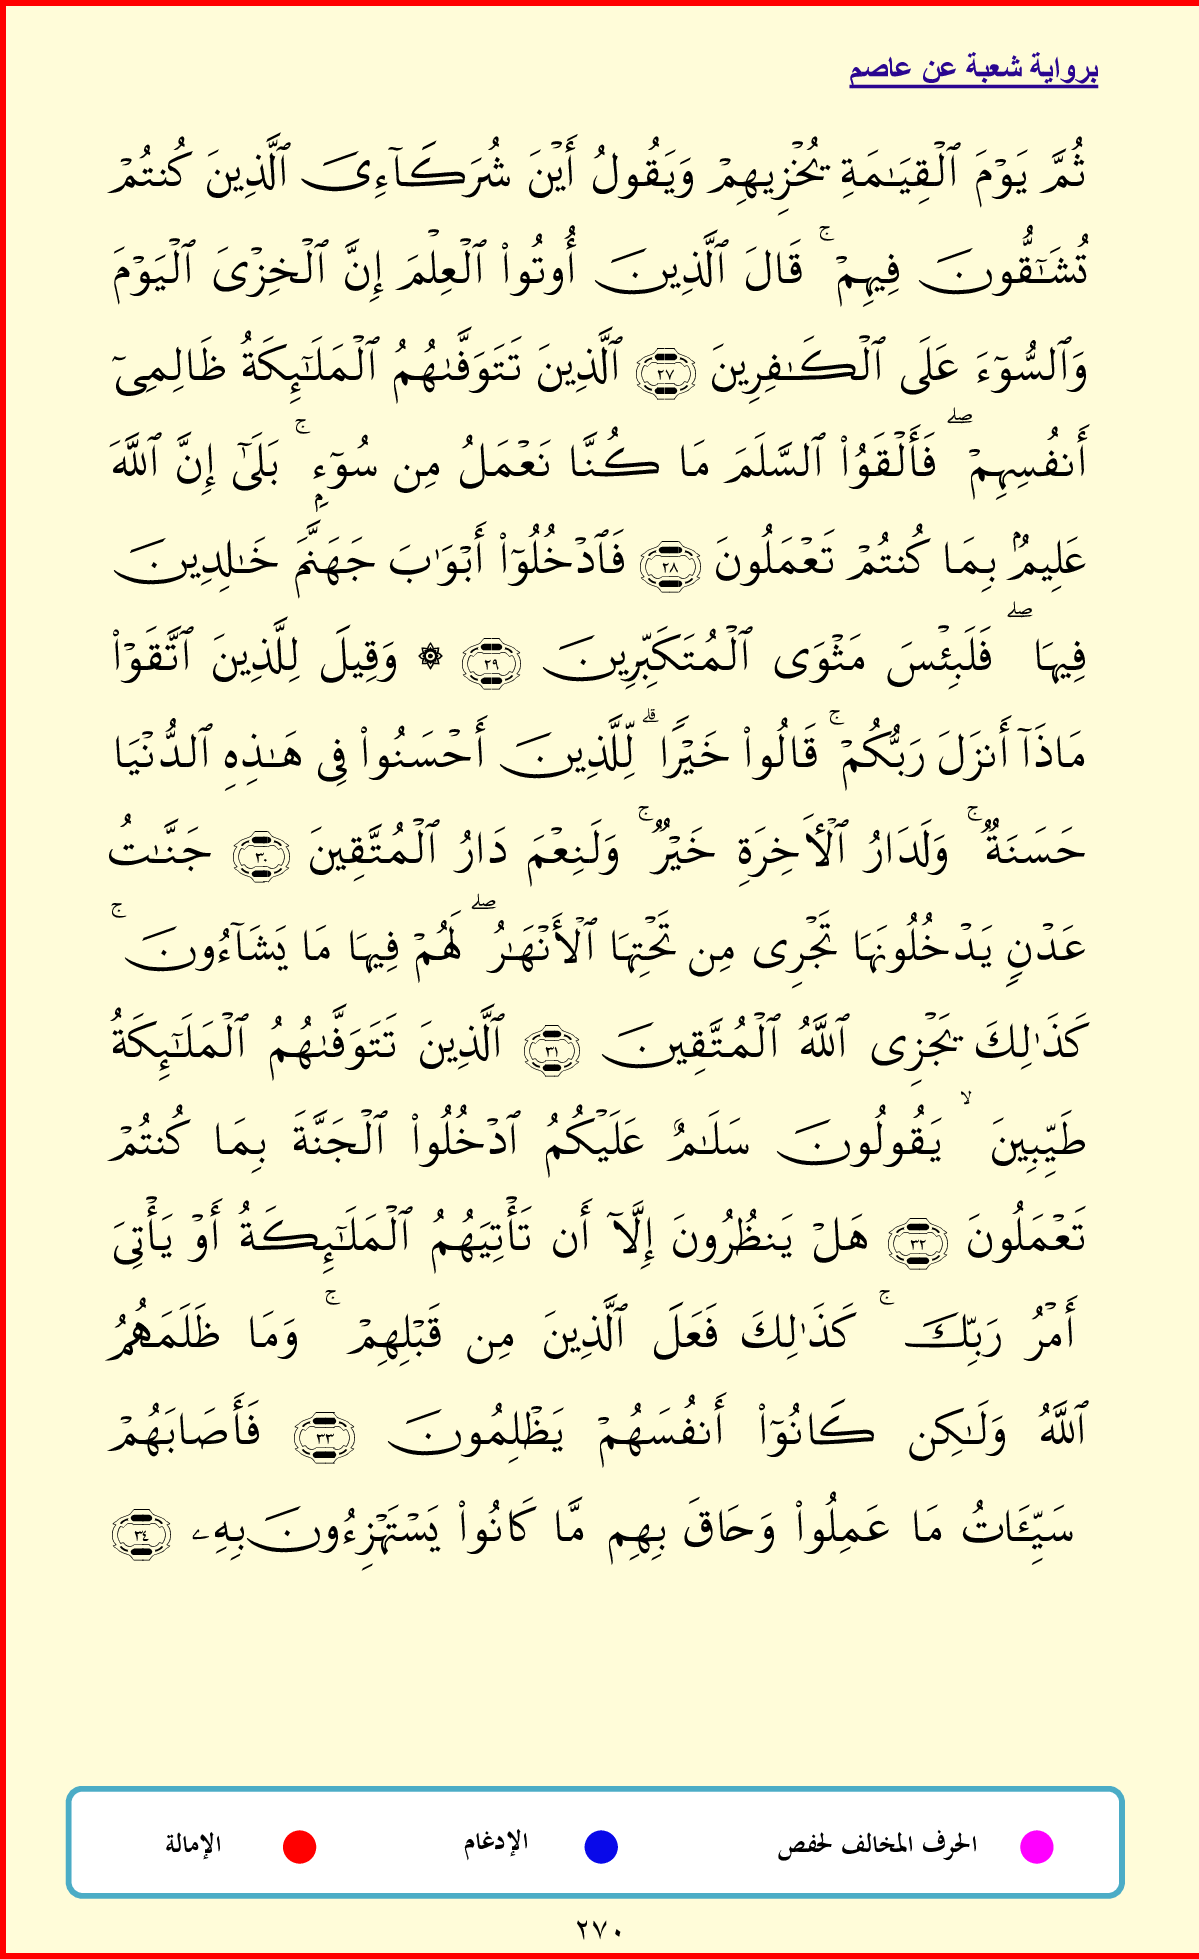 برواية شعبة عن عاصم
ثُمَّ يَوْمَ ٱلْقِيَـٰمَةِ يُخْزِيهِمْ وَيَقُولُ أَيْنَ شُرَكَآءِىَ ٱلَّذِينَ كُنتُمْ
تُشَـٰٓقُّونَ فِيهِمْ ۚ قَالَ ٱلَّذِينَ أُوتُوا۟ ٱلْعِلْمَ إِنَّ ٱلْخِزْىَ ٱلْيَوْمَ
وَٱلسُّوٓءَ عَلَى ٱلْكَـٰفِرِينَ ٢٧ ٱلَّذِينَ تَتَوَفَّىٰهُمُ ٱلْمَلَـٰٓئِكَةُ ظَالِمِىٓ
أَنفُسِهِمْ ۖ فَأَلْقَوُا۟ ٱلسَّلَمَ مَا كُنَّا نَعْمَلُ مِن سُوٓءٍۭ ۚ بَلَىٰٓ إِنَّ ٱللَّهَ
عَلِيمٌۢ بِمَا كُنتُمْ تَعْمَلُونَ ٢٨ فَٱدْخُلُوٓا۟ أَبْوَٰبَ جَهَنَّمَ خَـٰلِدِينَ
فِيهَا ۖ فَلَبِئْسَ مَثْوَى ٱلْمُتَكَبِّرِينَ ٢٩ ۞ وَقِيلَ لِلَّذِينَ ٱتَّقَوْا۟
مَاذَآ أَنزَلَ رَبُّكُمْ ۚ قَالُوا۟ خَيْرًا ۗ لِّلَّذِينَ أَحْسَنُوا۟ فِى هَـٰذِهِ ٱلدُّنْيَا
حَسَنَةٌ ۚ وَلَدَارُ ٱلْـَٔاخِرَةِ خَيْرٌ ۚ وَلَنِعْمَ دَارُ ٱلْمُتَّقِينَ ٣٠ جَنَّـٰتُ
عَدْنٍ يَدْخُلُونَهَا تَجْرِى مِن تَحْتِهَا ٱلْأَنْهَـٰرُ ۖ لَهُمْ فِيهَا مَا يَشَآءُونَ ۚ
كَذَٰلِكَ يَجْزِى ٱللَّهُ ٱلْمُتَّقِينَ ٣١ ٱلَّذِينَ تَتَوَفَّىٰهُمُ ٱلْمَلَـٰٓئِكَةُ
طَيِّبِينَ ۙ يَقُولُونَ سَلَـٰمٌ عَلَيْكُمُ ٱدْخُلُوا۟ ٱلْجَنَّةَ بِمَا كُنتُمْ
تَعْمَلُونَ ٣٢ هَلْ يَنظُرُونَ إِلَّآ أَن تَأْتِيَهُمُ ٱلْمَلَـٰٓئِكَةُ أَوْ يَأْتِىَ
أَمْرُ رَبِّكَ ۚ كَذَٰلِكَ فَعَلَ ٱلَّذِينَ مِن قَبْلِهِمْ ۚ وَمَا ظَلَمَهُمُ
ٱللَّهُ وَلَـٰكِن كَانُوٓا۟ أَنفُسَهُمْ يَظْلِمُونَ ٣٣ فَأَصَابَهُمْ
سَيِّـَٔاتُ مَا عَمِلُوا۟ وَحَاقَ بِهِم مَّا كَانُوا۟ يَسْتَهْزِءُونَ بِهِۦ ٣٤
الحرف المخالف لحفص الإدغام الإمالة
٢٧٠